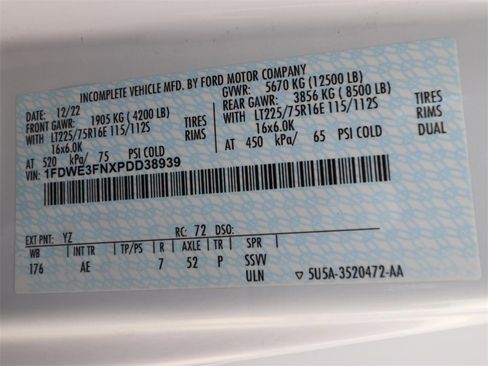 INCOMPLETE VEHICLE MFD. BY FORD MOTOR COMPANY
DATE: 12/22 GVWR: 5670 KG (12500 LB)
FRONT GAWR: 1905 KG (4200 LB) REAR GAWR: 3856 KG (8500 LB)
WITH LT225/75R16E 115/112S TIRES WITH LT225/75R16E 115/112S TIRES
16x6.0K RIMS 16x6.0K RIMS
AT 520 kPa/ 75 PSI COLD AT 450 kPa/ 65 PSI COLD DUAL
VIN: 1FDWE3FNXPDD38939
EXT PNT: YZ RC: 72 DSO:
WB INT TR TP/PS R AXLE TR SPR
176 AE 7 52 P SSVV
ULN ▽ 5U5A-3520472-AA